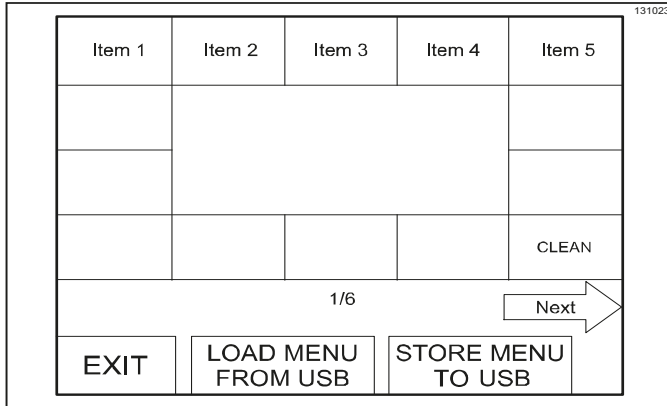 131023
Item 1 Item 2 Item 3 Item 4 Item 5
CLEAN
1/6
Next
EXIT
LOAD MENU
FROM USB
STORE MENU
TO USB